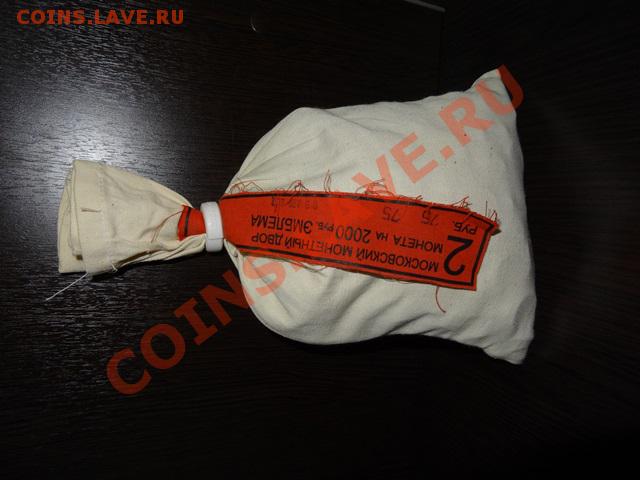 COINS.LAVE.RU
МОСКОВСКИЙ МОНЕТНЫЙ ДВОР
2 МОНЕТА НА 2000 РУБ. ЭМБЛЕМА
РУБ. 75 75
COINS.LAVE.RU